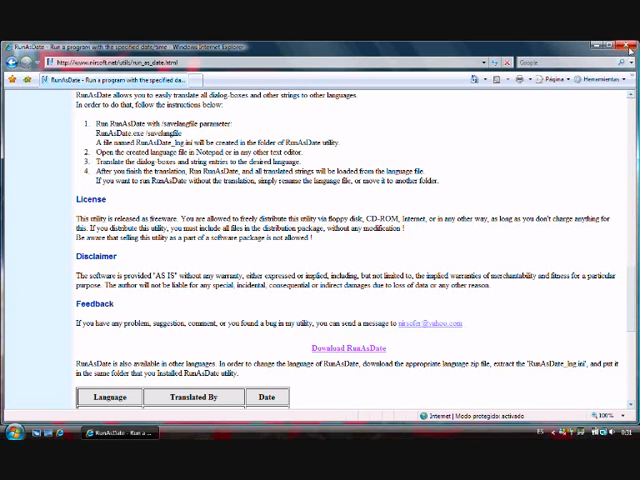 RunAsDate - Run a program with the specified date/time - Windows Internet Explorer
http://www.nirsoft.net/utils/run_as_date.html
Google
RunAsDate - Run a program with the specified da...
Página
Herramientas
RunAsDate allows you to easily translate all dialog-boxes and other strings to other languages.
In order to do that, follow the instructions below:
1. Run RunAsDate with /savelangfile parameter:
RunAsDate.exe /savelangfile
A file named RunAsDate_lng.ini will be created in the folder of RunAsDate utility.
2. Open the created language file in Notepad or in any other text editor.
3. Translate the dialog-boxes and string entries to the desired language.
4. After you finish the translation, Run RunAsDate, and all translated strings will be loaded from the language file.
If you want to run RunAsDate without the translation, simply rename the language file, or move it to another folder.
License
This utility is released as freeware. You are allowed to freely distribute this utility via floppy disk, CD-ROM, Internet, or in any other way, as long as you don't charge anything for
this. If you distribute this utility, you must include all files in the distribution package, without any modification !
Be aware that selling this utility as a part of a software package is not allowed !
Disclaimer
The software is provided "AS IS" without any warranty, either expressed or implied, including, but not limited to, the implied warranties of merchantability and fitness for a particular
purpose. The author will not be liable for any special, incidental, consequential or indirect damages due to loss of data or any other reason.
Feedback
If you have any problem, suggestion, comment, or you found a bug in my utility, you can send a message to nirsofer@yahoo.com
Download RunAsDate
RunAsDate is also available in other languages. In order to change the language of RunAsDate, download the appropriate language zip file, extract the 'RunAsDate_lng.ini', and put it
in the same folder that you Installed RunAsDate utility.
Language Translated By Date
Internet | Modo protegido: activado
100%
RunAsDate - Run a ...
ES
0:31